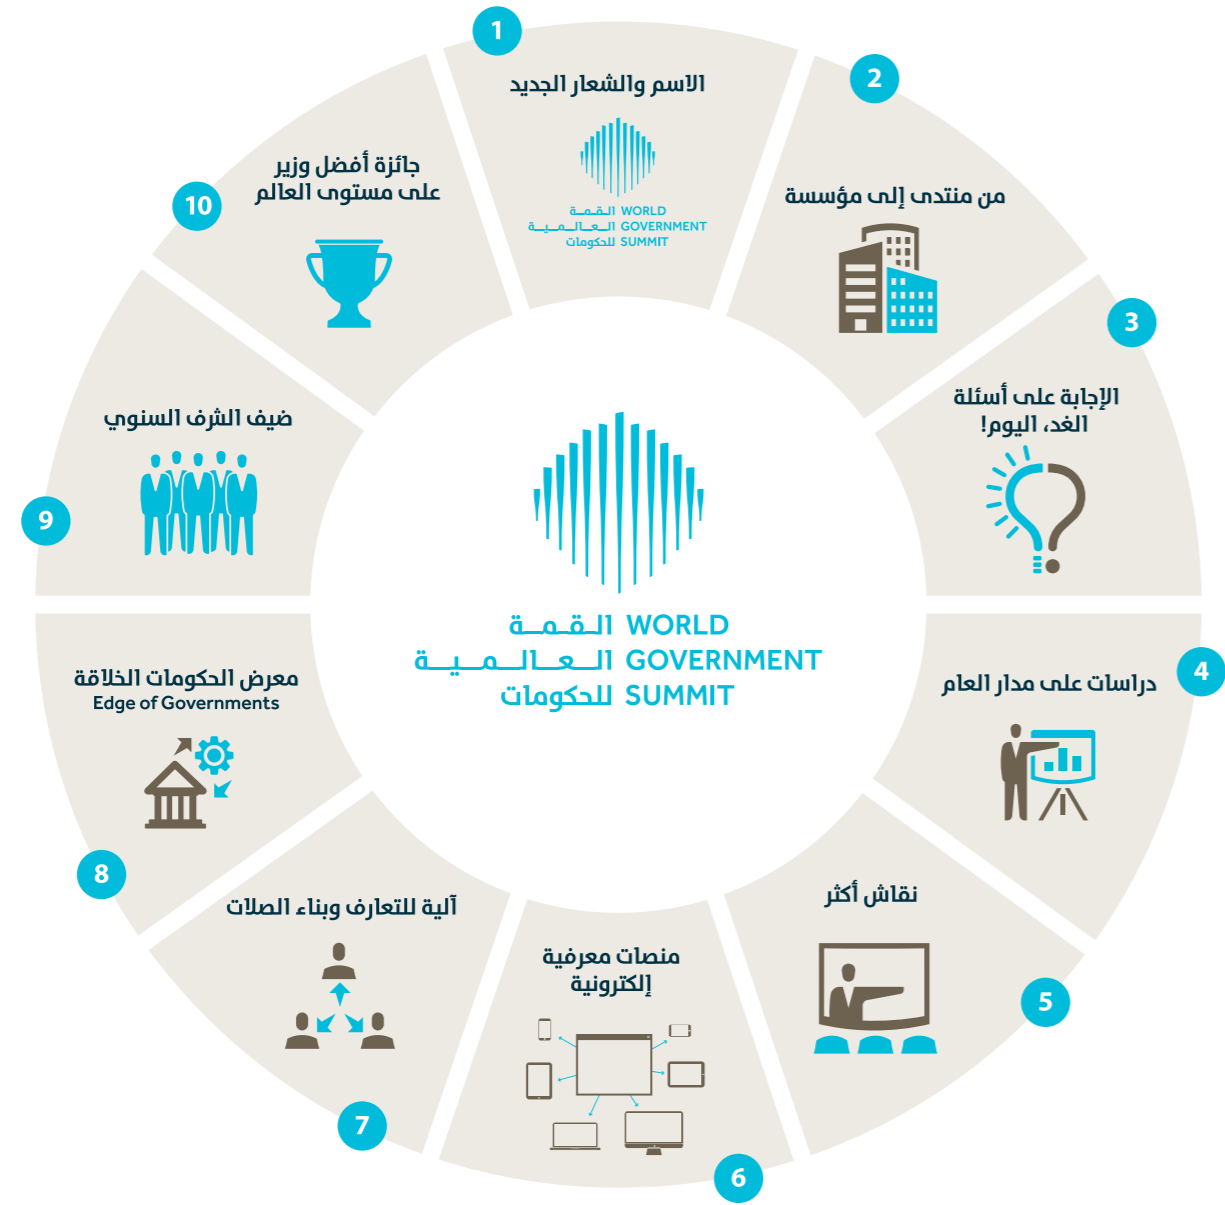 1
الاسم والشعار الجديد
القمة WORLD
العالمية GOVERNMENT
للحكومات SUMMIT
2
من منتدى إلى مؤسسة
3
الإجابة على أسئلة
الغد، اليوم!
4
دراسات على مدار العام
5
نقاش أكثر
6
منصات معرفية
إلكترونية
7
آلية للتعارف وبناء الصلات
8
معرض الحكومات الخلاقة
Edge of Governments
9
ضيف الشرف السنوي
10
جائزة أفضل وزير
على مستوى العالم
القمة WORLD
العالمية GOVERNMENT
للحكومات SUMMIT